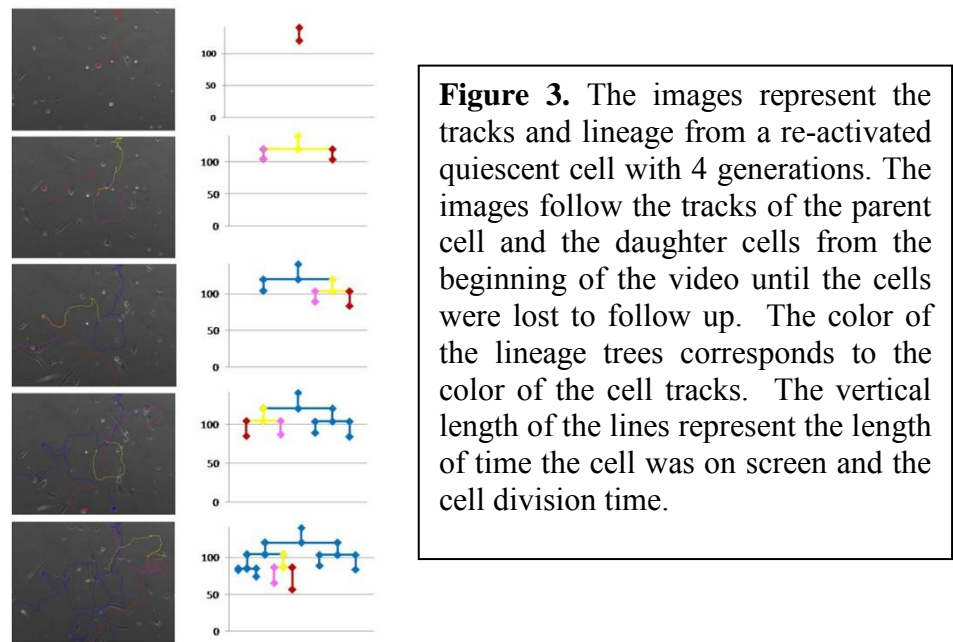 100
50
0
100
50
0
100
50
0
100
50
0
100
50
0
Figure 3. The images represent the
tracks and lineage from a re-activated
quiescent cell with 4 generations. The
images follow the tracks of the parent
cell and the daughter cells from the
beginning of the video until the cells
were lost to follow up. The color of
the lineage trees corresponds to the
color of the cell tracks. The vertical
length of the lines represent the length
of time the cell was on screen and the
cell division time.